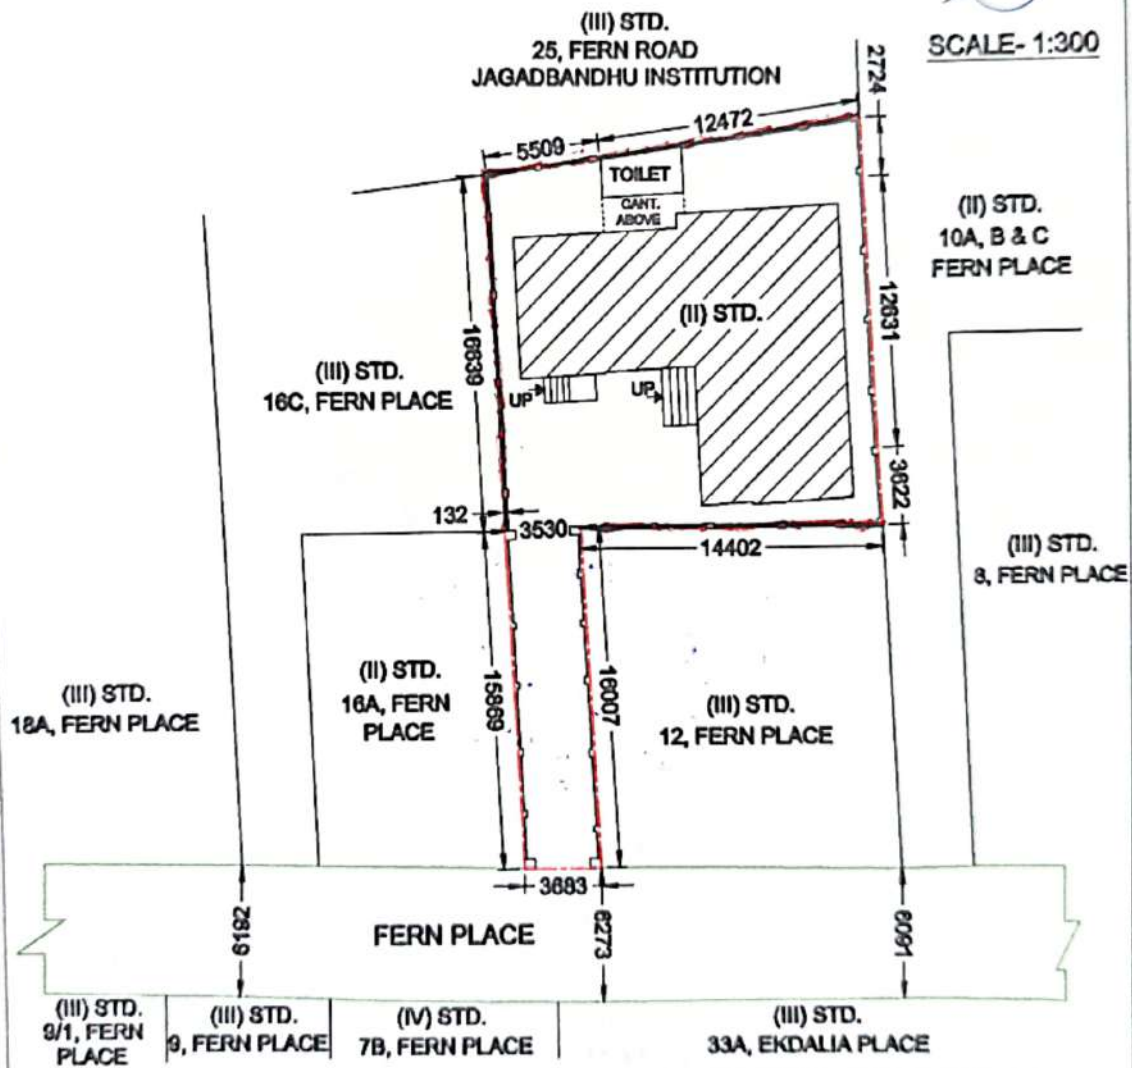 (III) STD.
25, FERN ROAD
JAGADBANDHU INSTITUTION
SCALE- 1:300
2724
12472
5509
TOILET
CANT.
ABOVE
(II) STD.
10A, B & C
FERN PLACE
(II) STD.
12631
16639
(III) STD.
16C, FERN PLACE
UP
UP
3622
132
3530
14402
(III) STD.
8, FERN PLACE
(II) STD.
16A, FERN
PLACE
15869
16007
(III) STD.
12, FERN PLACE
(III) STD.
18A, FERN PLACE
3683
6192
FERN PLACE
6273
6091
(III) STD.
9/1, FERN
PLACE
(III) STD.
9, FERN PLACE
(IV) STD.
7B, FERN PLACE
(III) STD.
33A, EKDALIA PLACE